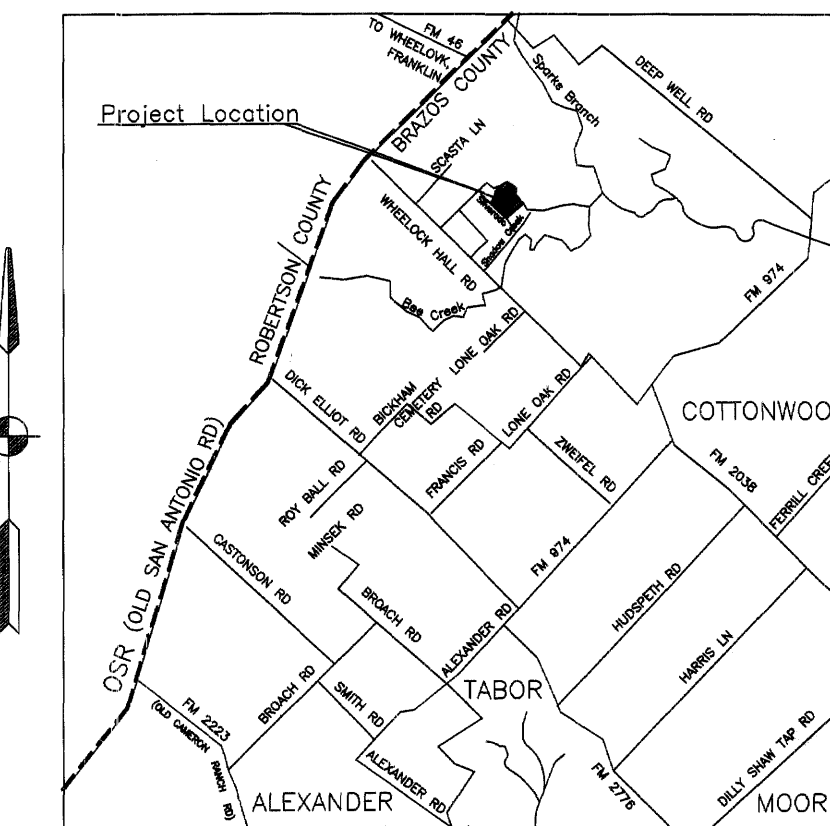 FM 46
TO WHEELOVK,
FRANKLIN
BRAZOS COUNTY
DEEP WELL RD
Sparks Branch
Project Location
SCASTA LN
WHEELOCK HALL RD
Shadow Creek
ROBERTSON COUNTY
FM 974
Bee Creek
LONE OAK RD
BICKHAM
CEMETERY
RD
DICK ELLIOT RD
LONE OAK RD
COTTONWOO
FRANCIS RD
ZWEIFEL RD
FM 2038
FERRILL CREE
ROY BALL RD
MINSEK RD
OSR (OLD SAN ANTONIO RD)
CASTONSON RD
FM 974
BROACH RD
ALEXANDER RD
HUDSPETH RD
HARRIS LN
TABOR
BROACH RD
SMITH RD
FM 2223
(OLD CAMERON
RANCH RD)
ALEXANDER RD
FM 2776
DILLY SHAW TAP RD
ALEXANDER
MOOR